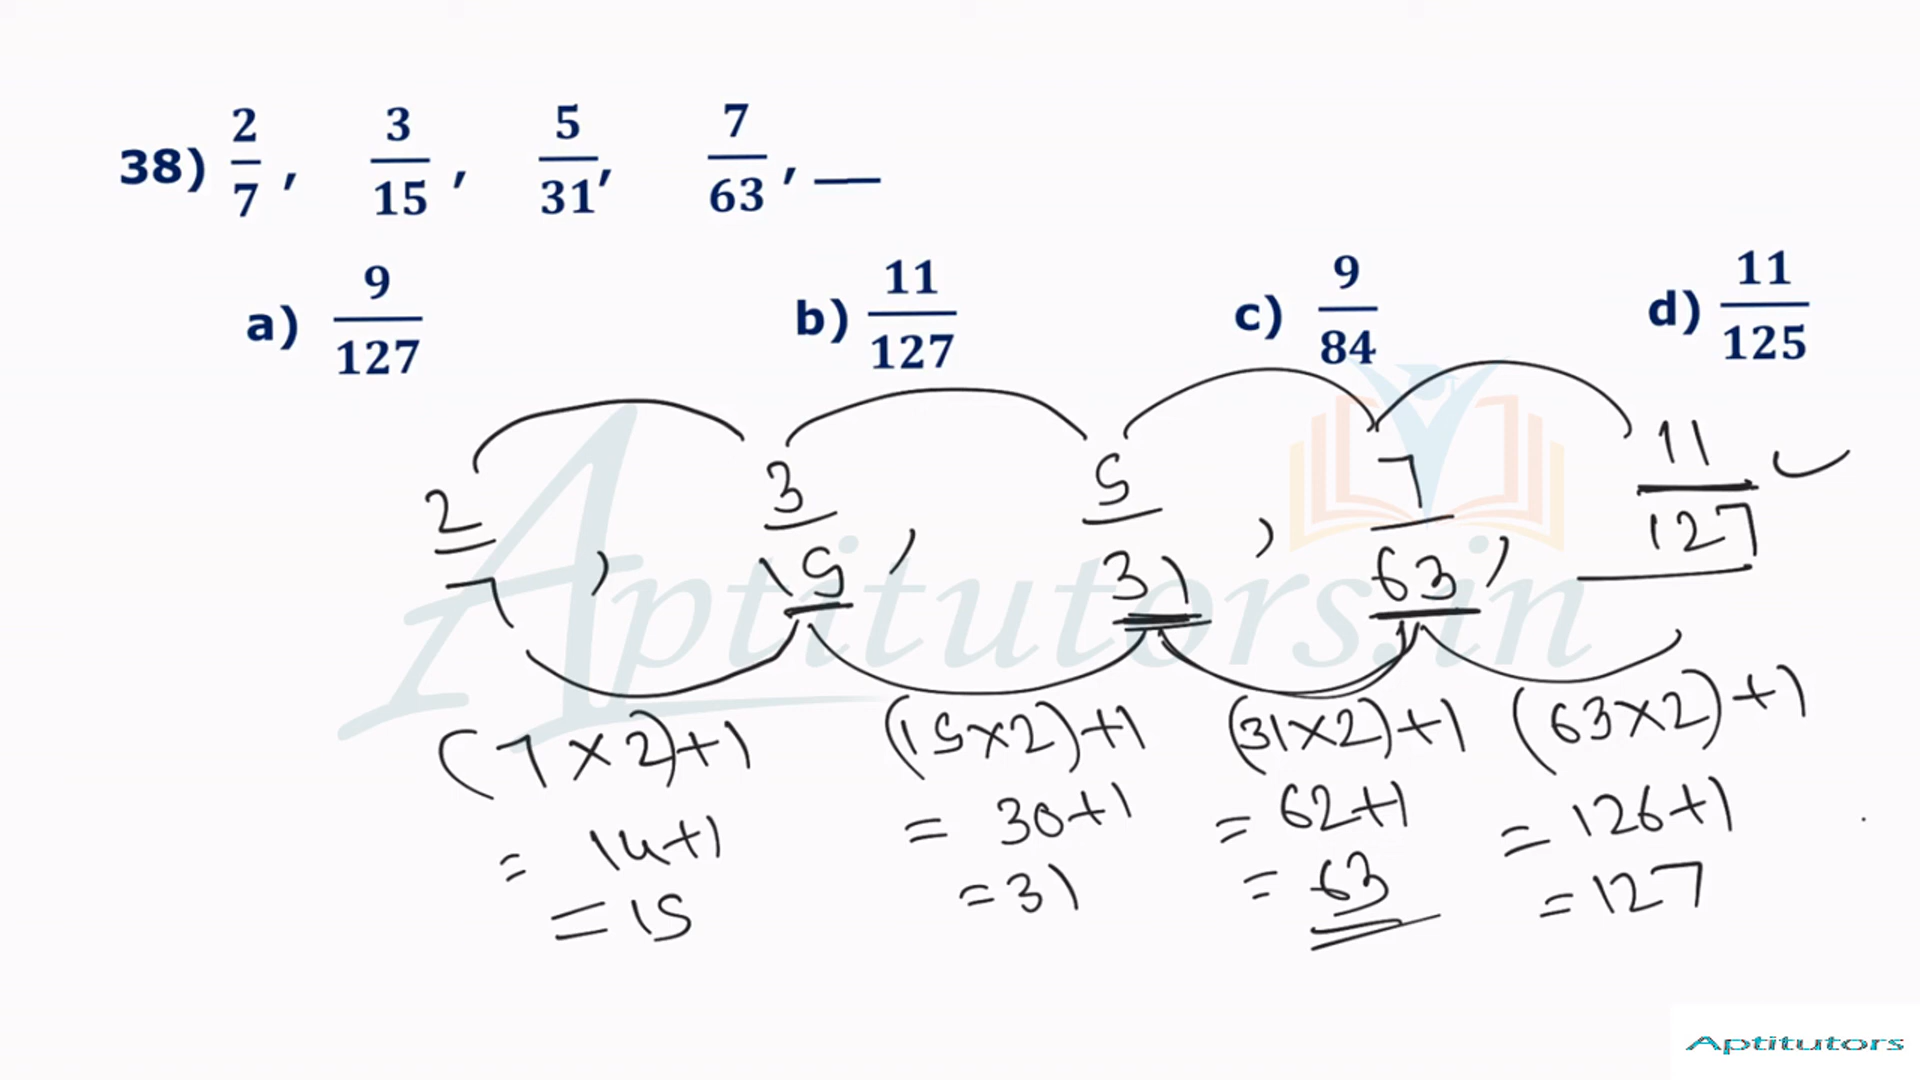 38) 2/7 , 3/15 , 5/31, 7/63 , __
a) 9/127 b) 11/127 c) 9/84 d) 11/125
2/7 , 3/15 , 5/31 , 7/63 , 11/127
(7×2)+1 (15×2)+1 (31×2)+1 (63×2)+1
= 14+1 = 30+1 = 62+1 = 126+1
= 15 = 31 = 63 = 127
Aptitutors.in
Aptitutors